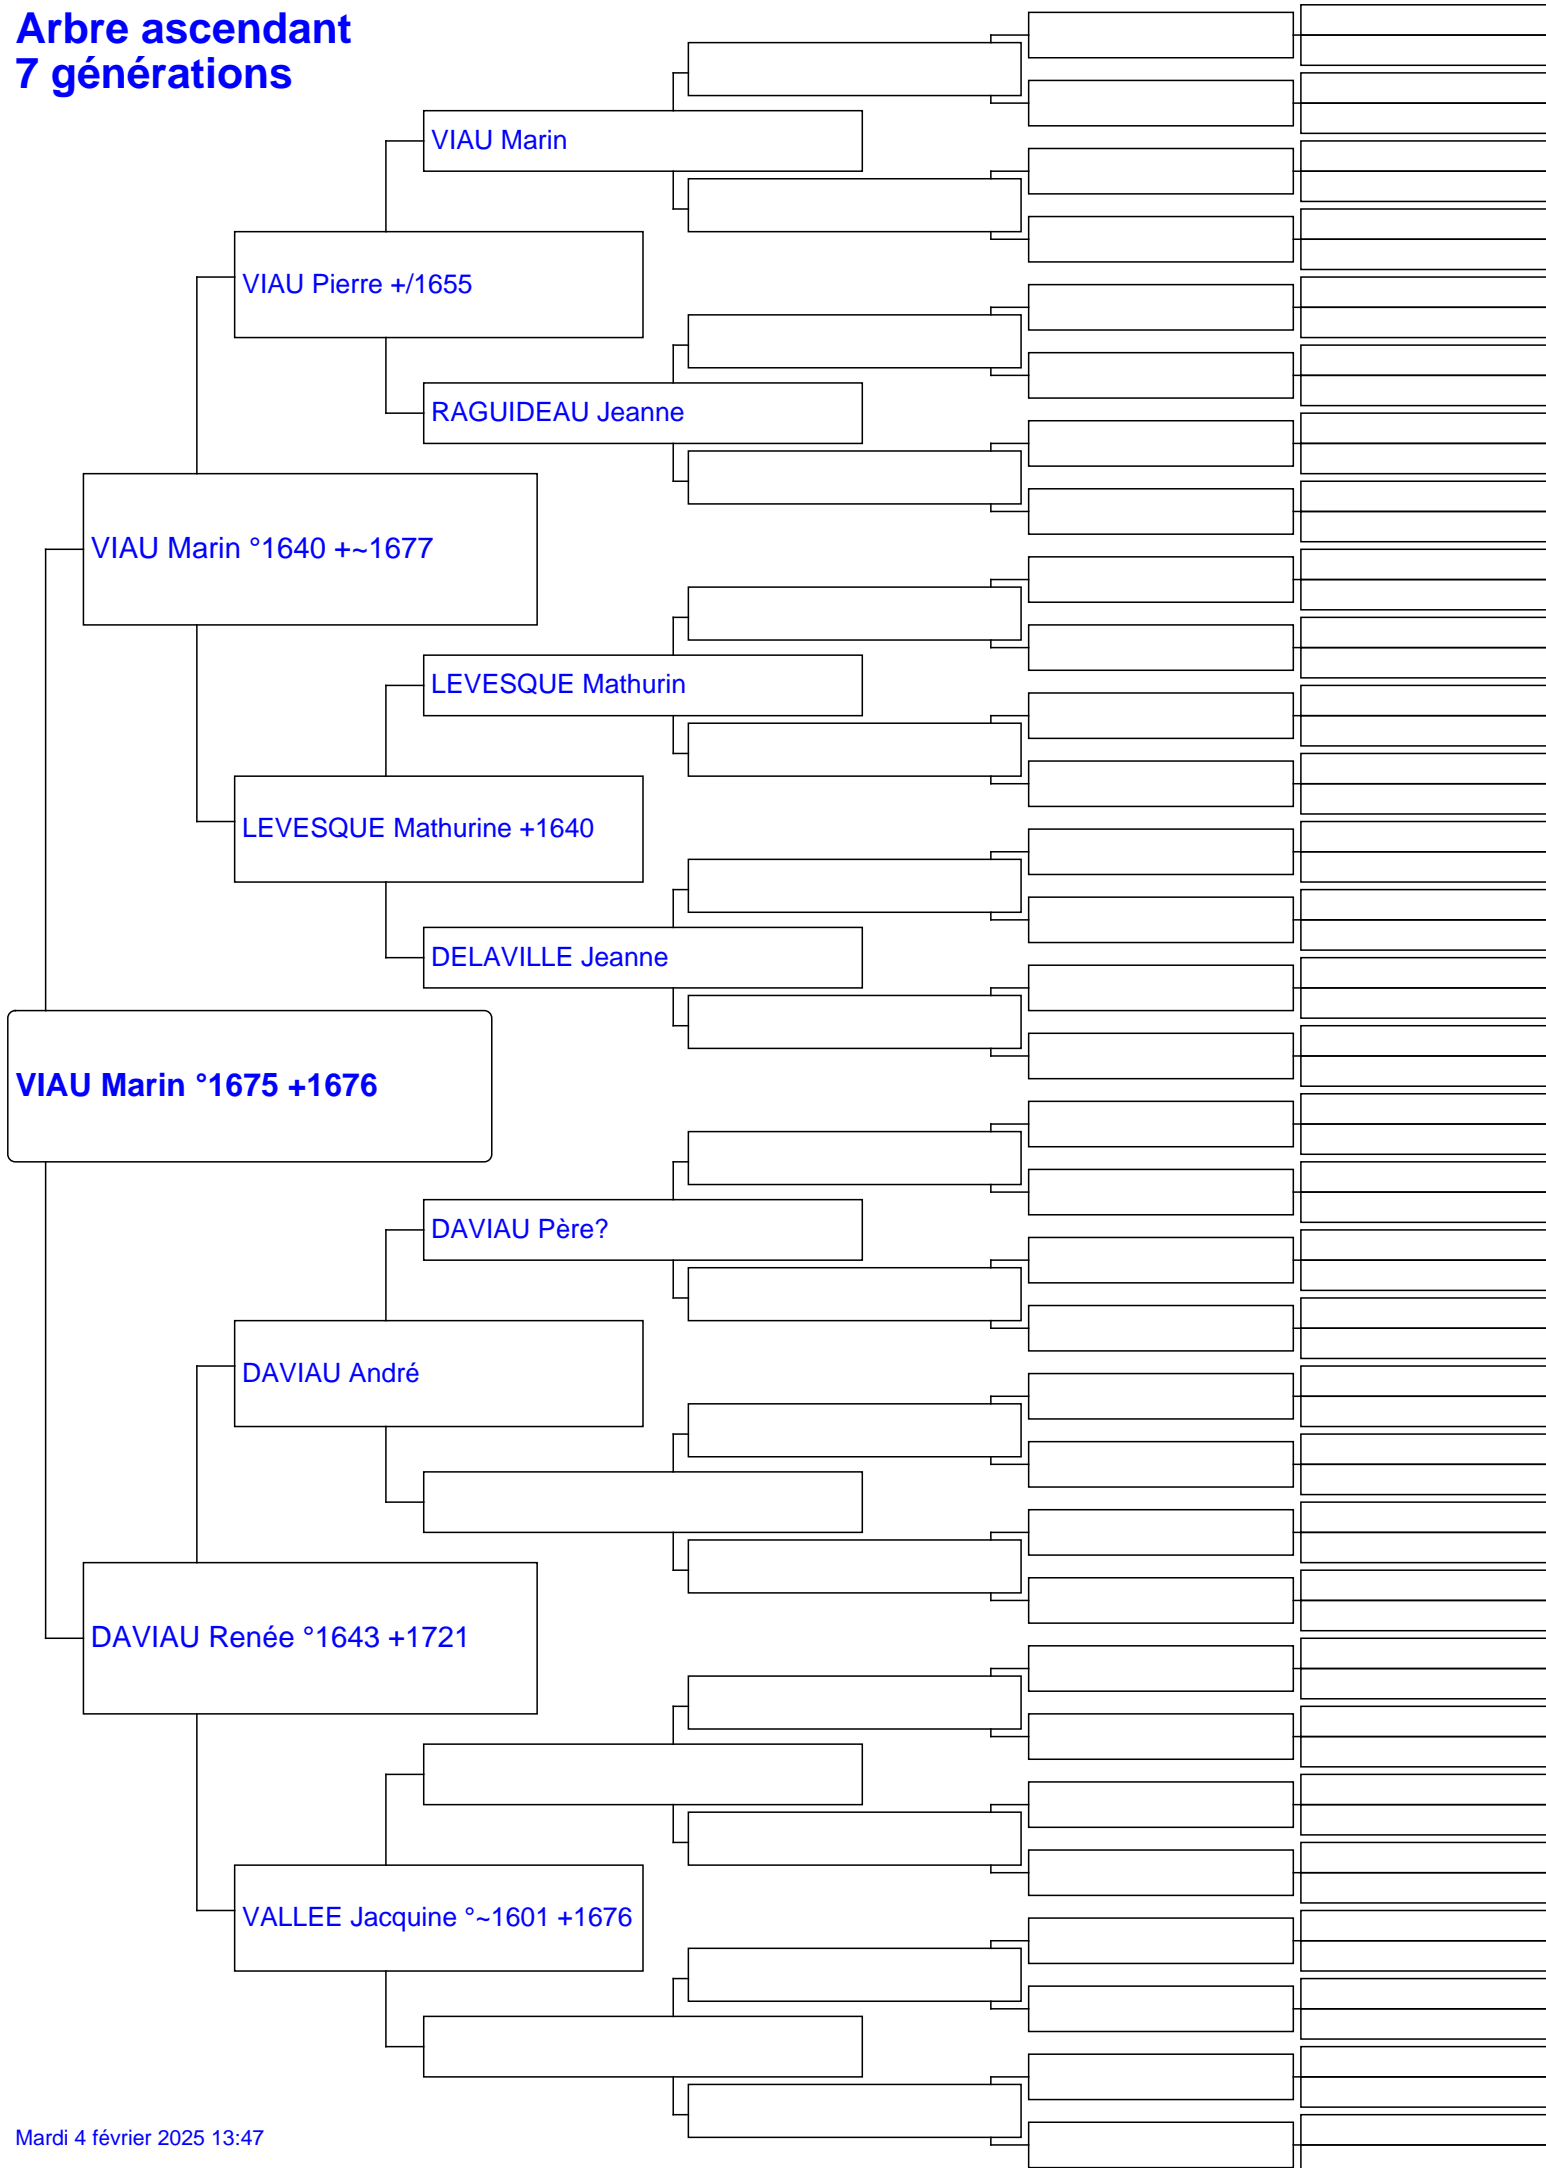 Arbre ascendant
7 générations
VIAU Marin
VIAU Pierre +/1655
RAGUIDEAU Jeanne
VIAU Marin °1640 +~1677
LEVESQUE Mathurin
LEVESQUE Mathurine +1640
DELAVILLE Jeanne
VIAU Marin °1675 +1676
DAVIAU Père?
DAVIAU André
DAVIAU Renée °1643 +1721
VALLEE Jacquine °~1601 +1676
Mardi 4 février 2025 13:47